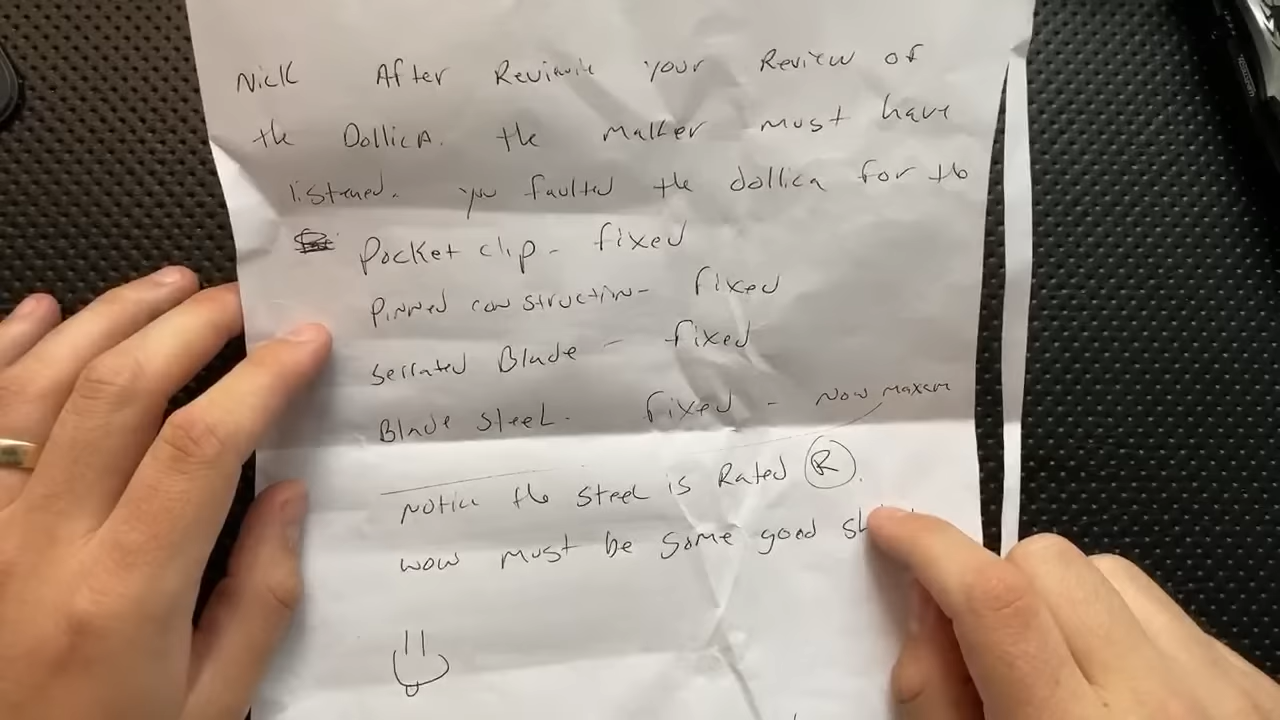 Nick After Reviewie your Review of
the Dollica. the maker must have
listened. you faulted the dollica for the
Pocket clip - fixed
Pinned construction - fixed
Serrated Blade - fixed
Blade Steel. fixed - Now maxam
Notice the steel is Rated R.
wow must be some good